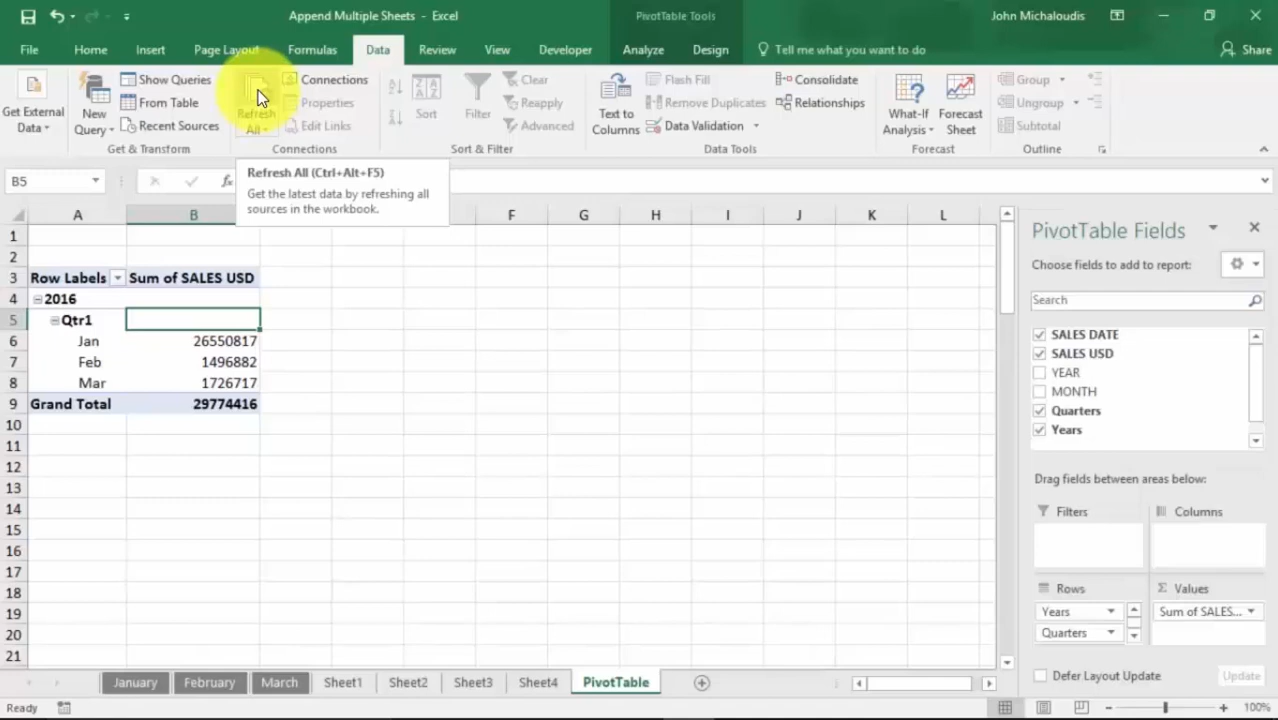 Append Multiple Sheets - Excel
PivotTable Tools
John Michaloudis
File Home Insert Page Layout Formulas Data Review View Developer Analyze Design Tell me what you want to do Share
Get External Data
New Query
Show Queries
From Table
Recent Sources
Get & Transform
Refresh All
Connections
Properties
Edit Links
Connections
Sort
Filter
Clear
Reapply
Advanced
Sort & Filter
Text to Columns
Flash Fill
Remove Duplicates
Data Validation
Consolidate
Relationships
Data Tools
What-If Analysis
Forecast Sheet
Forecast
Group
Ungroup
Subtotal
Outline
B5
fx
Refresh All (Ctrl+Alt+F5)
Get the latest data by refreshing all
sources in the workbook.
A B F G H I J K L
1
2
3 Row Labels Sum of SALES USD
4 2016
5 Qtr1
6 Jan 26550817
7 Feb 1496882
8 Mar 1726717
9 Grand Total 29774416
10
11
12
13
14
15
16
17
18
19
20
21
PivotTable Fields
Choose fields to add to report:
Search
SALES DATE
SALES USD
YEAR
MONTH
Quarters
Years
Drag fields between areas below:
Filters
Columns
Rows
Values
Years
Quarters
Sum of SALES...
Defer Layout Update
Update
January February March Sheet1 Sheet2 Sheet3 Sheet4 PivotTable
Ready
100%